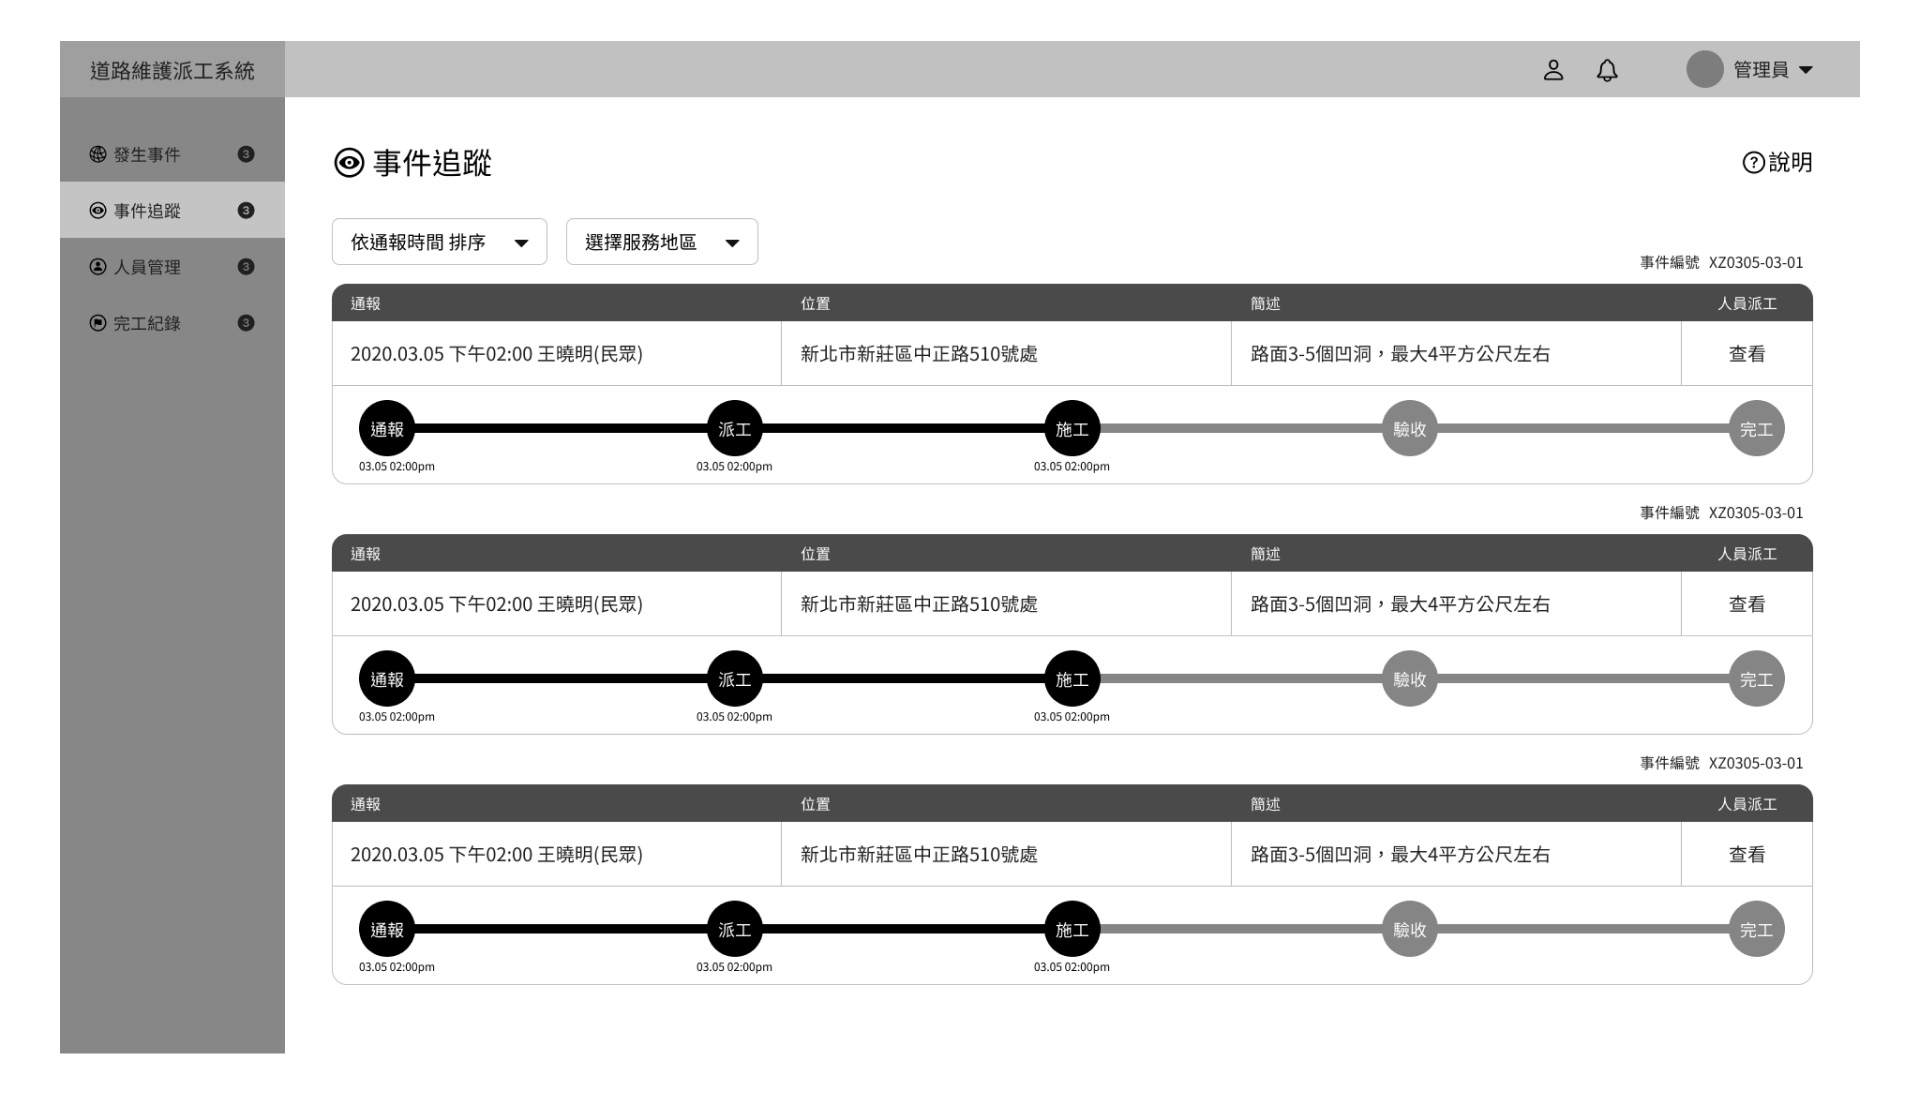 道路維護派工系統
管理員
發生事件 3
事件追蹤 3
人員管理 3
完工紀錄 3
事件追蹤
?說明
依通報時間 排序
選擇服務地區
事件編號 XZ0305-03-01
通報 位置 簡述 人員派工
2020.03.05 下午02:00 王曉明(民眾) 新北市新莊區中正路510號處 路面3-5個凹洞，最大4平方公尺左右 查看
通報 派工 施工 驗收 完工
03.05 02:00pm 03.05 02:00pm 03.05 02:00pm
事件編號 XZ0305-03-01
通報 位置 簡述 人員派工
2020.03.05 下午02:00 王曉明(民眾) 新北市新莊區中正路510號處 路面3-5個凹洞，最大4平方公尺左右 查看
通報 派工 施工 驗收 完工
03.05 02:00pm 03.05 02:00pm 03.05 02:00pm
事件編號 XZ0305-03-01
通報 位置 簡述 人員派工
2020.03.05 下午02:00 王曉明(民眾) 新北市新莊區中正路510號處 路面3-5個凹洞，最大4平方公尺左右 查看
通報 派工 施工 驗收 完工
03.05 02:00pm 03.05 02:00pm 03.05 02:00pm